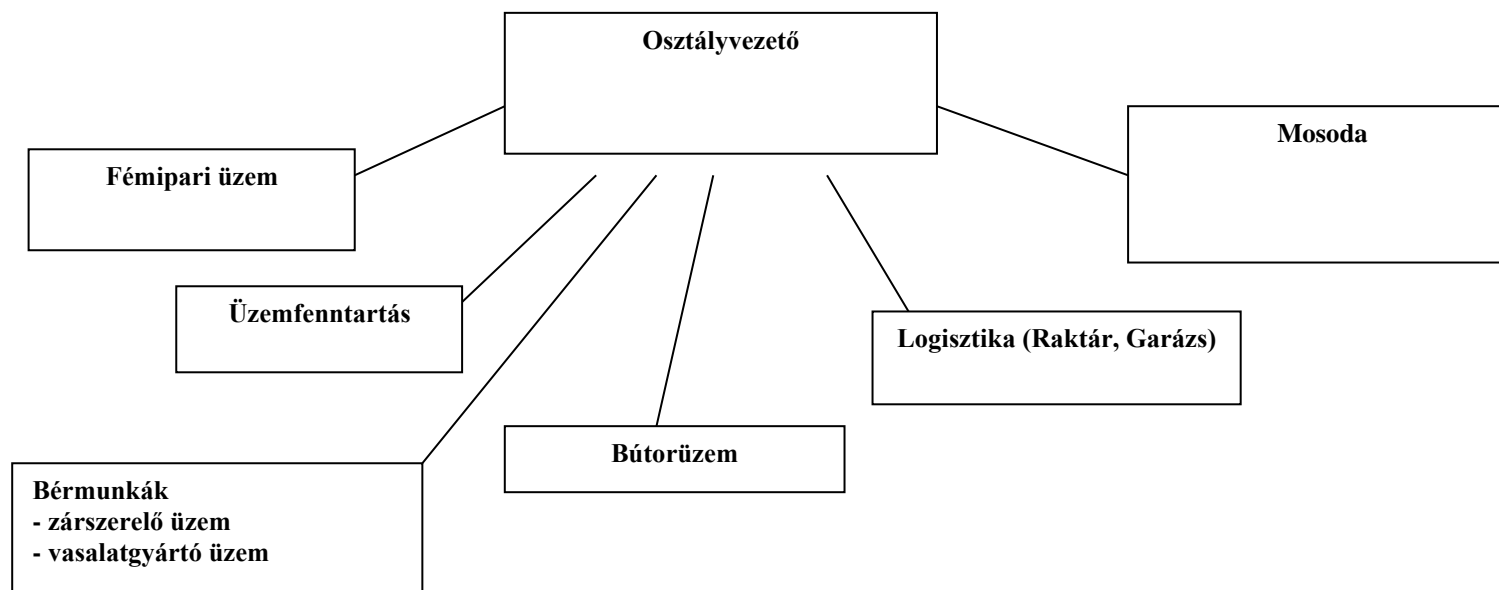 Osztályvezető
Mosoda
Fémipari üzem
Üzemfenntartás
Logisztika (Raktár, Garázs)
Bútorüzem
Bérmunkák
- zárszerelő üzem
- vasalatgyártó üzem